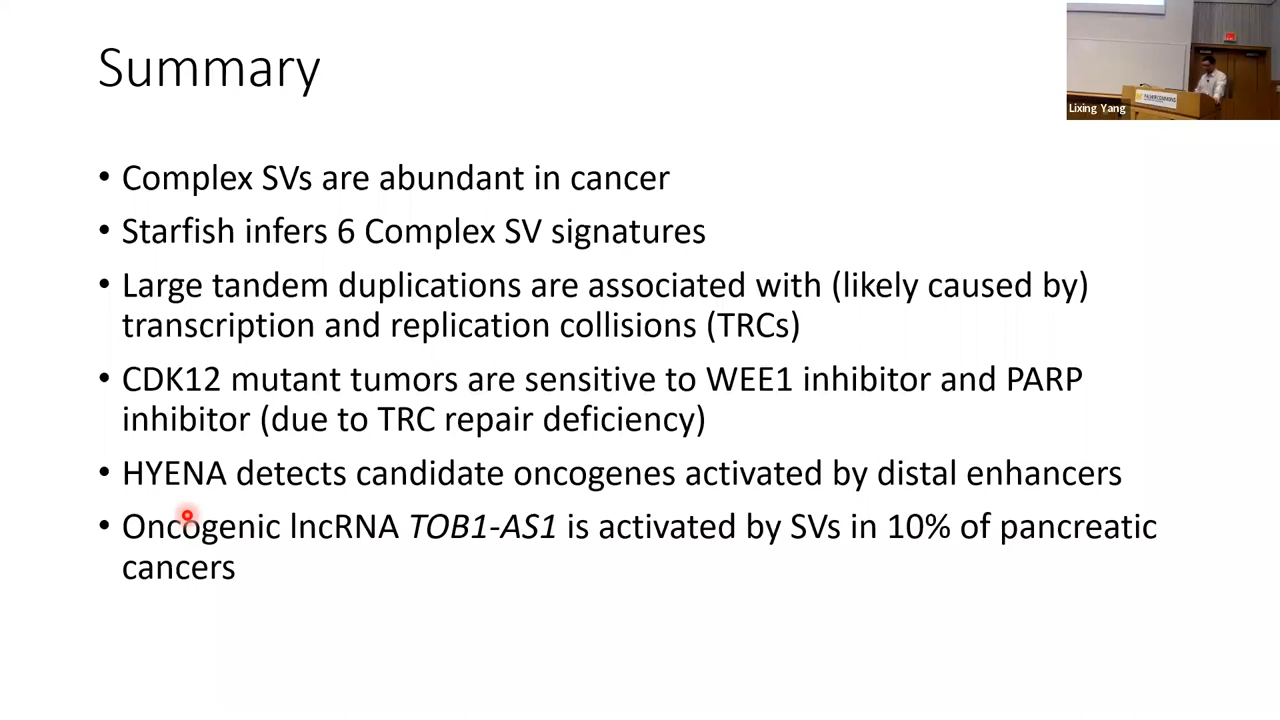 Summary
Lixing Yang
• Complex SVs are abundant in cancer
• Starfish infers 6 Complex SV signatures
• Large tandem duplications are associated with (likely caused by)
transcription and replication collisions (TRCs)
• CDK12 mutant tumors are sensitive to WEE1 inhibitor and PARP
inhibitor (due to TRC repair deficiency)
• HYENA detects candidate oncogenes activated by distal enhancers
• Oncogenic lncRNA TOB1-AS1 is activated by SVs in 10% of pancreatic
cancers